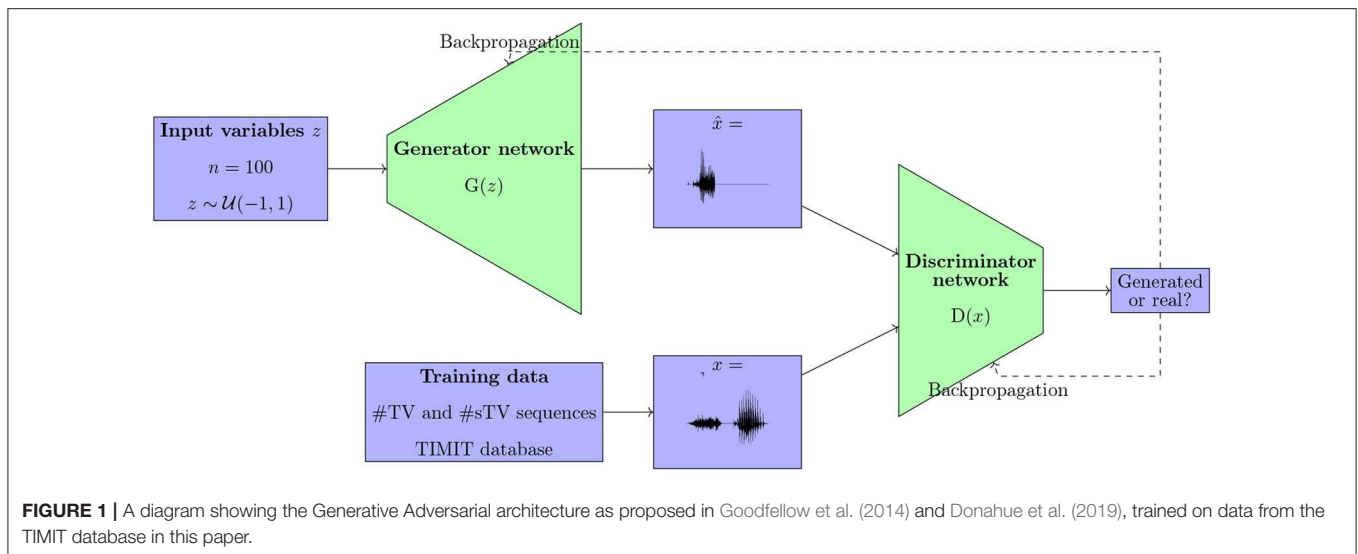 Backpropagation
Input variables z
n = 100
z ∼ U(−1, 1)
Generator network
G(z)
x̂ =
Discriminator
network
D(x)
Generated
or real?
Backpropagation
Training data
#TV and #sTV sequences
TIMIT database
x =
FIGURE 1 | A diagram showing the Generative Adversarial architecture as proposed in Goodfellow et al. (2014) and Donahue et al. (2019), trained on data from the
TIMIT database in this paper.